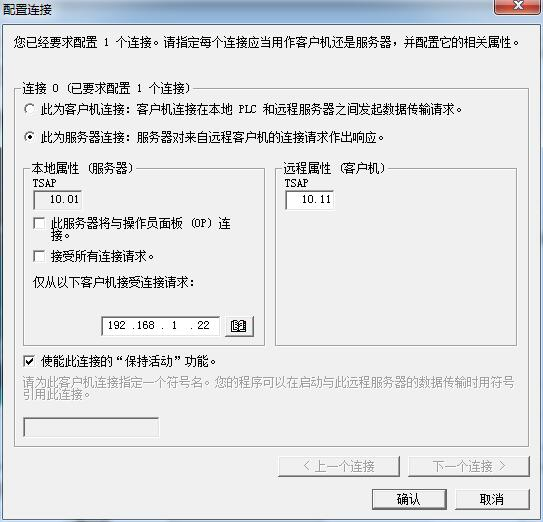 配置连接
您已经要求配置 1 个连接。请指定每个连接应当用作客户机还是服务器，并配置它的相关属性。
连接 0 (已要求配置 1 个连接)
此为客户机连接：客户机连接在本地 PLC 和远程服务器之间发起数据传输请求。
此为服务器连接：服务器对来自远程客户机的连接请求作出响应。
本地属性 (服务器)
TSAP
10.01
此服务器将与操作员面板 (OP) 连
接。
接受所有连接请求。
仅从以下客户机接受连接请求：
192 .168 . 1 .22
远程属性 (客户机)
TSAP
10.11
使能此连接的“保持活动”功能。
请为此客户机连接指定一个符号名。您的程序可以在启动与此远程服务器的数据传输时用符号
引用此连接。
< 上一个连接
下一个连接 >
确认
取消